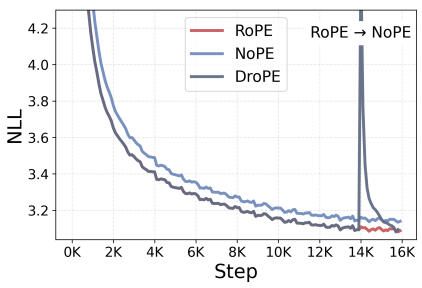 RoPE
NoPE
DroPE
RoPE → NoPE
NLL
4.2
4.0
3.8
3.6
3.4
3.2
0K 2K 4K 6K 8K 10K 12K 14K 16K
Step